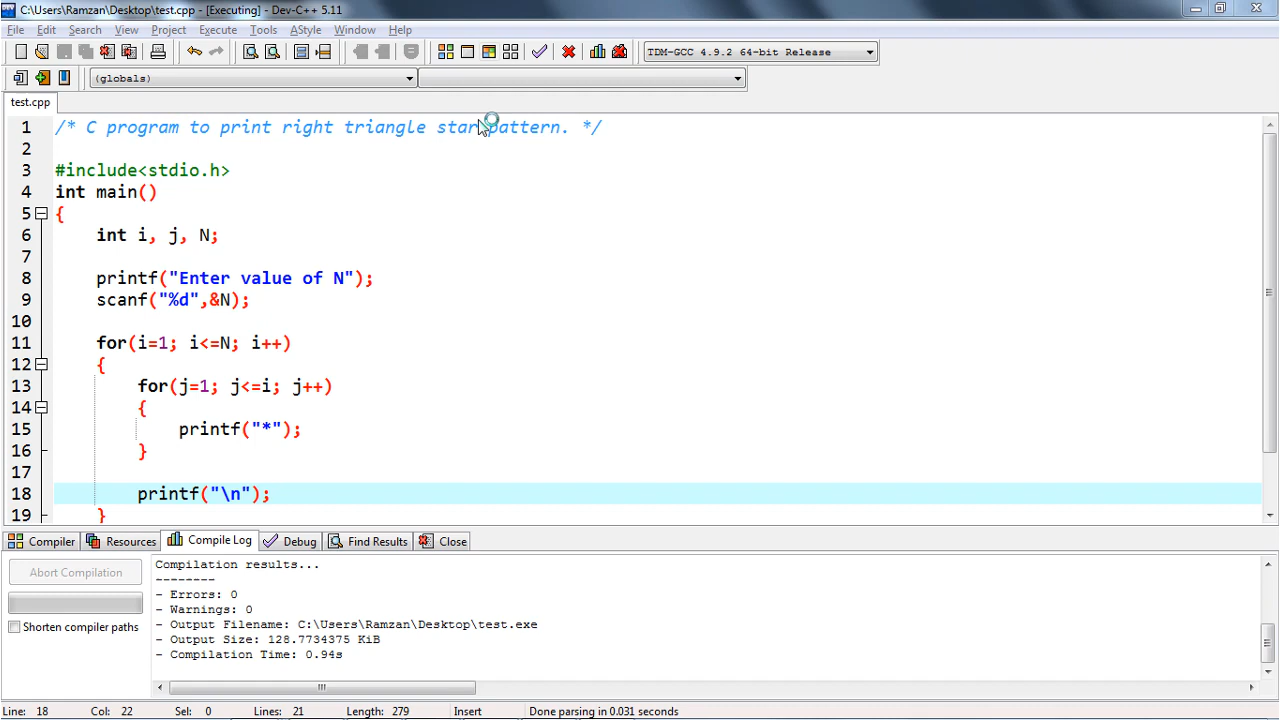 C:\Users\Ramzan\Desktop\test.cpp - [Executing] - Dev-C++ 5.11
File Edit Search View Project Execute Tools AStyle Window Help
TDM-GCC 4.9.2 64-bit Release
(globals)
test.cpp
1 /* C program to print right triangle star pattern. */
2
3 #include<stdio.h>
4 int main()
5 {
6 int i, j, N;
7
8 printf("Enter value of N");
9 scanf("%d",&N);
10
11 for(i=1; i<=N; i++)
12 {
13 for(j=1; j<=i; j++)
14 {
15 printf("*");
16 }
17
18 printf("\n");
19 }
Compiler Resources Compile Log Debug Find Results Close
Abort Compilation
Shorten compiler paths
Compilation results...
--------
- Errors: 0
- Warnings: 0
- Output Filename: C:\Users\Ramzan\Desktop\test.exe
- Output Size: 128.7734375 KiB
- Compilation Time: 0.94s
Line: 18 Col: 22 Sel: 0 Lines: 21 Length: 279 Insert Done parsing in 0.031 seconds